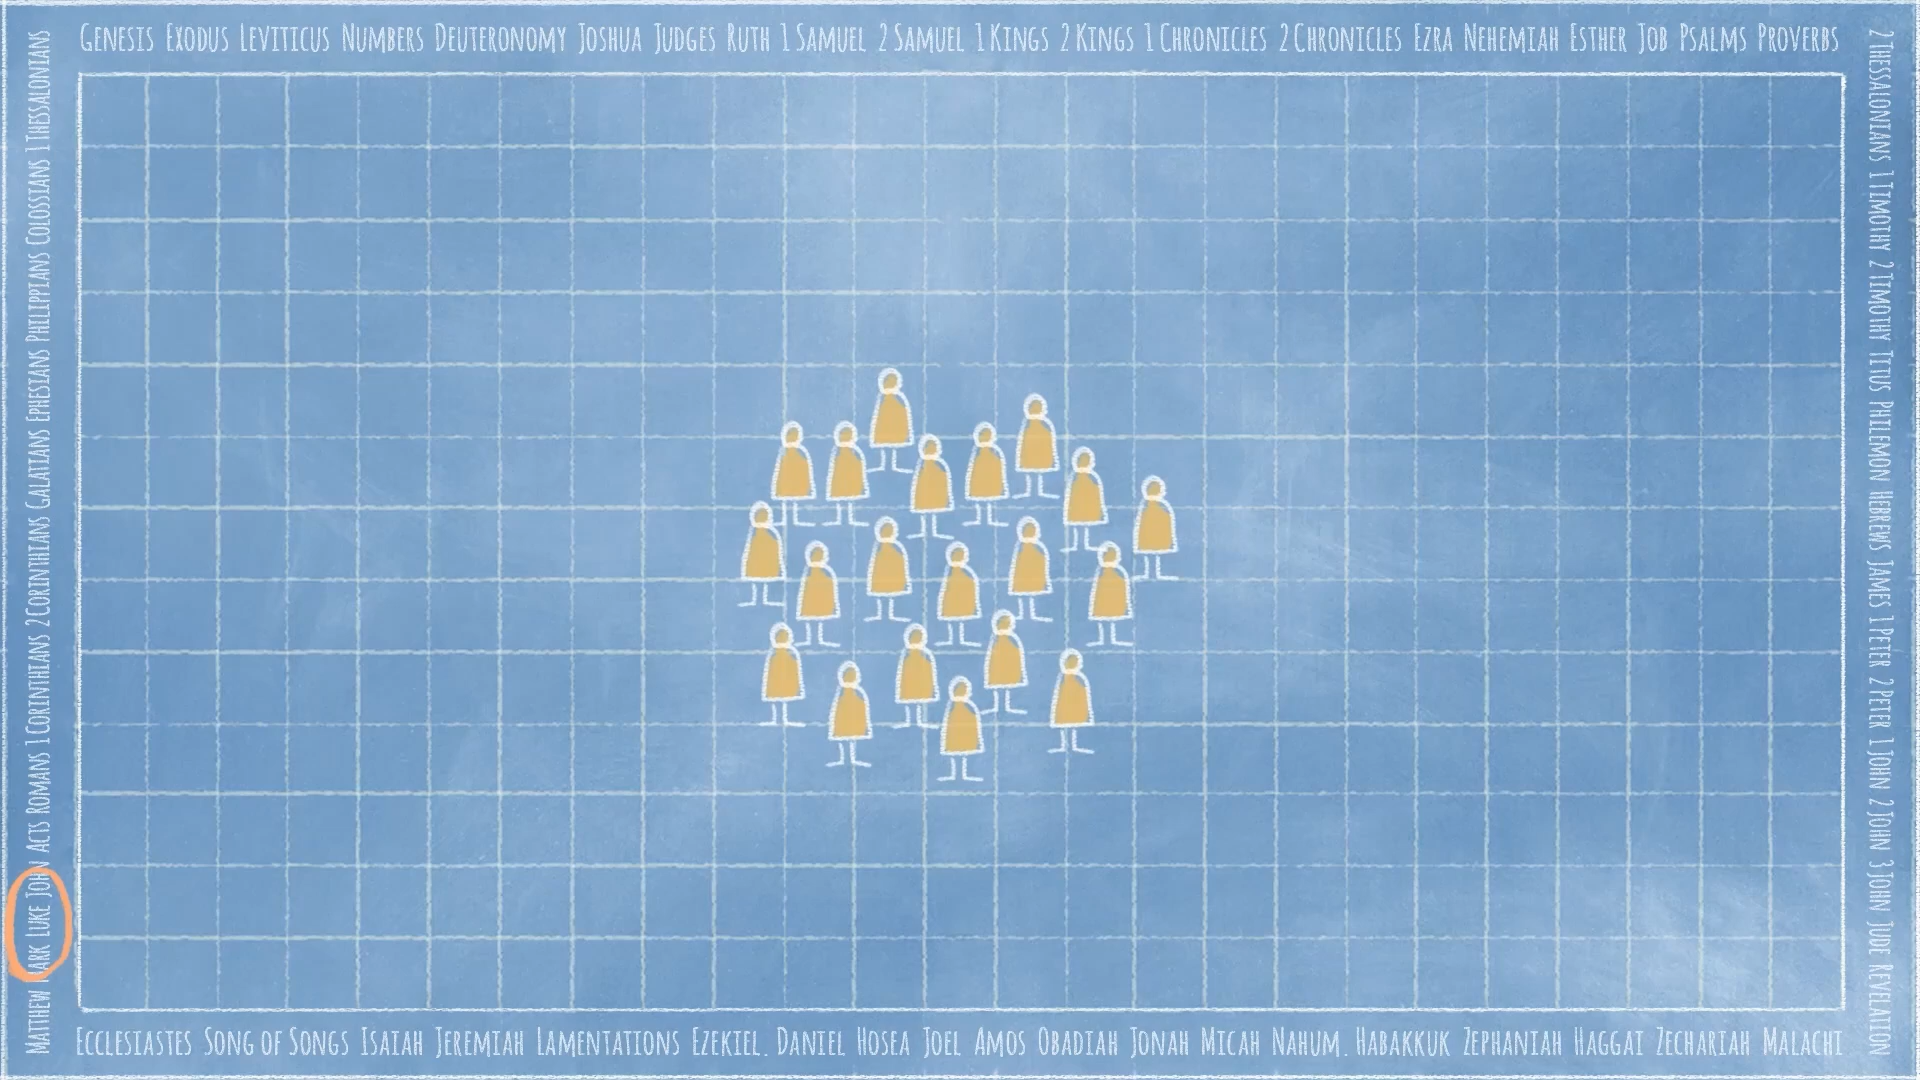 GENESIS EXODUS LEVITICUS NUMBERS DEUTERONOMY JOSHUA JUDGES RUTH 1 SAMUEL 2 SAMUEL 1 KINGS 2 KINGS 1 CHRONICLES 2 CHRONICLES EZRA NEHEMIAH ESTHER JOB PSALMS PROVERBS
ECCLESIASTES SONG OF SONGS ISAIAH JEREMIAH LAMENTATIONS EZEKIEL. DANIEL HOSEA JOEL AMOS OBADIAH JONAH MICAH NAHUM. HABAKKUK ZEPHANIAH HAGGAI ZECHARIAH MALACHI
MATTHEW MARK LUKE JOHN ACTS ROMANS 1 CORINTHIANS 2 CORINTHIANS GALATIANS EPHESIANS PHILIPPIANS COLOSSIANS 1 THESSALONIANS
2 THESSALONIANS 1 TIMOTHY 2 TIMOTHY TITUS PHILEMON HEBREWS JAMES 1 PETER 2 PETER 1 JOHN 2 JOHN 3 JOHN JUDE REVELATION